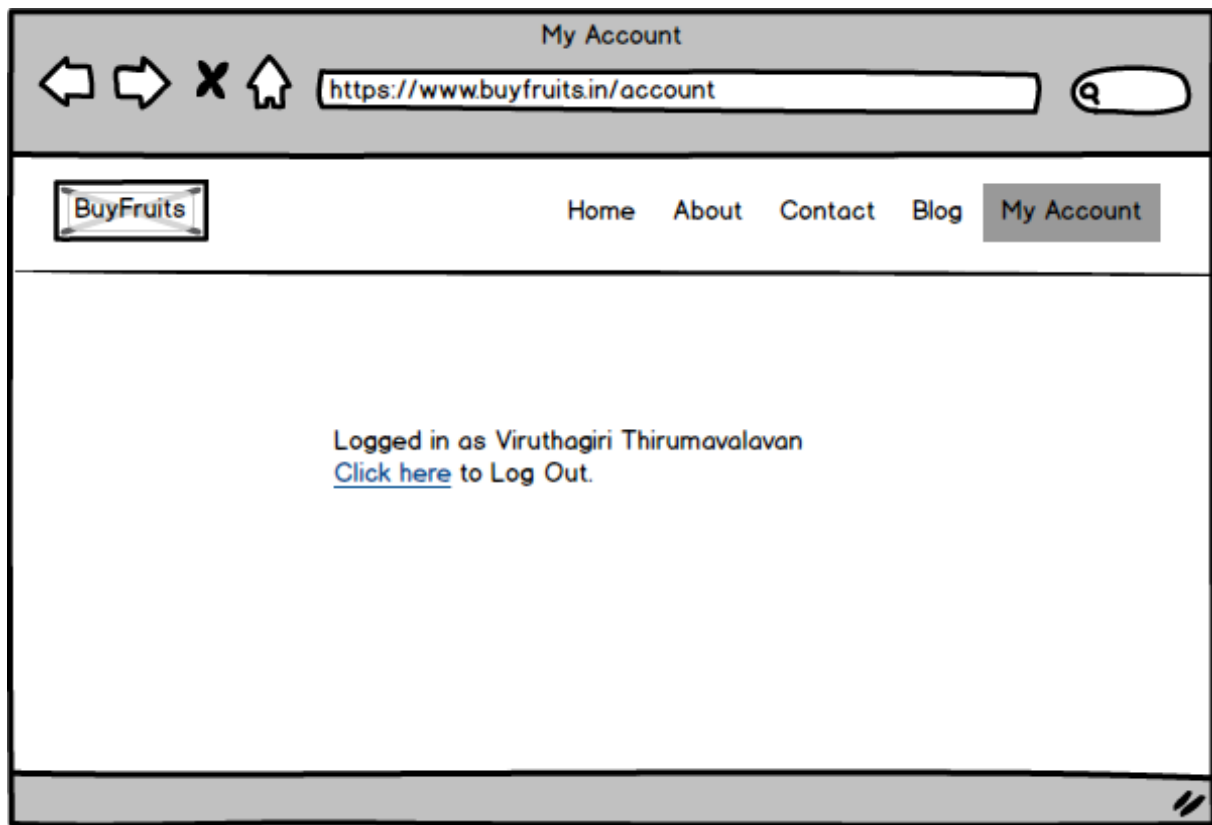 My Account
https://www.buyfruits.in/account
BuyFruits
Home About Contact Blog My Account
Logged in as Viruthagiri Thirumavalavan
Click here to Log Out.